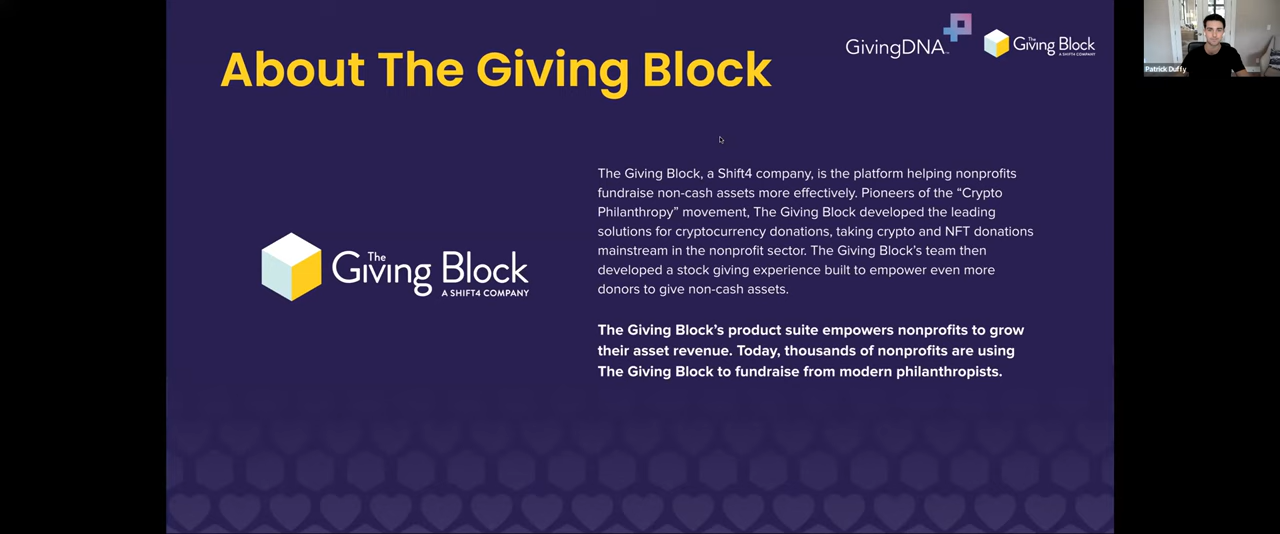 About The Giving Block
GivingDNA
The Giving Block
A SHIFT4 COMPANY
Patrick Duffy
The Giving Block, a Shift4 company, is the platform helping nonprofits
fundraise non-cash assets more effectively. Pioneers of the “Crypto
Philanthropy” movement, The Giving Block developed the leading
solutions for cryptocurrency donations, taking crypto and NFT donations
mainstream in the nonprofit sector. The Giving Block’s team then
developed a stock giving experience built to empower even more
donors to give non-cash assets.
The Giving Block
A SHIFT4 COMPANY
The Giving Block’s product suite empowers nonprofits to grow
their asset revenue. Today, thousands of nonprofits are using
The Giving Block to fundraise from modern philanthropists.